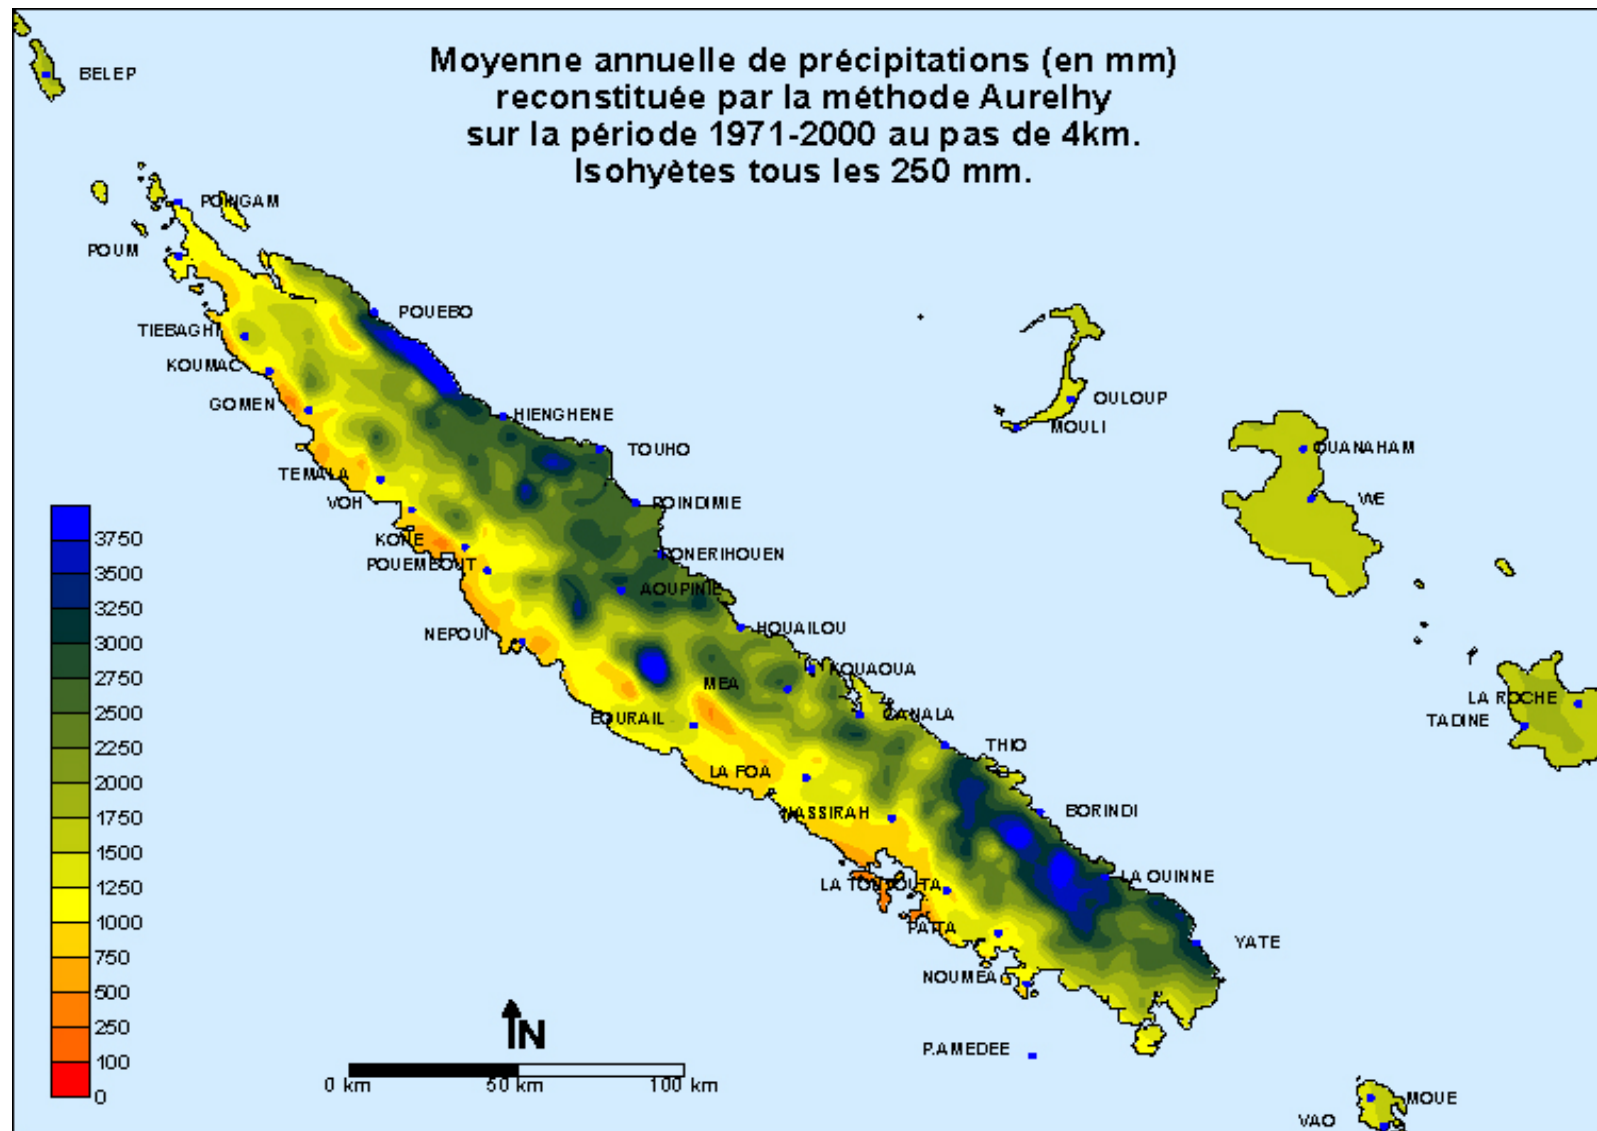 Moyenne annuelle de précipitations (en mm)
reconstituée par la méthode Aurelhy
sur la période 1971-2000 au pas de 4km.
Isohyètes tous les 250 mm.
BELEP
POINGAM
POUM
POUEBO
TIEBAGHI
KOUMAC
GOMEN
HIENGHENE
OULOUP
MOULI
TOUHO
OUANAHAM
TEMALA
VOH
POINDIMIE
WE
KONE
PONERIHOUEN
POUEMBOUT
AOUPINIE
NEPOUI
HOUAILOU
KOUAOUA
MEA
LA ROCHE
BOURAIL
CANALA
TADINE
THIO
LA FOA
NASSIRAH
BORINDI
LA TONTOUTA
LA OUINNE
PAITA
YATE
NOUMEA
P.AMEDEE
MOUE
VAO
3750
3500
3250
3000
2750
2500
2250
2000
1750
1500
1250
1000
750
500
250
100
0
N
0 km
50 km
100 km